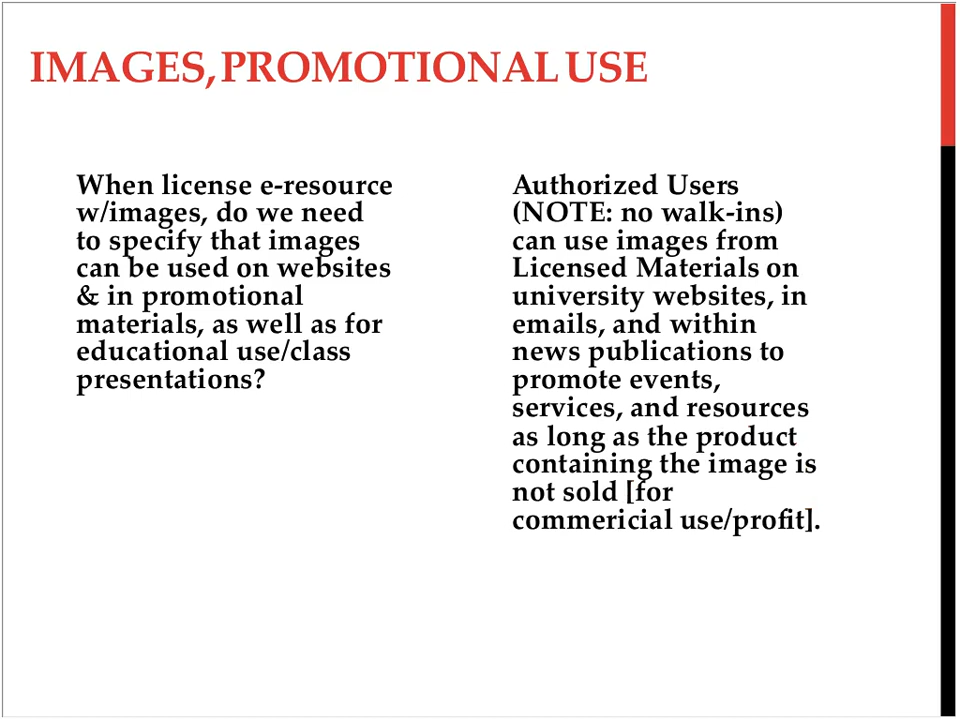 IMAGES, PROMOTIONAL USE
When license e-resource
w/images, do we need
to specify that images
can be used on websites
& in promotional
materials, as well as for
educational use/class
presentations?
Authorized Users
(NOTE: no walk-ins)
can use images from
Licensed Materials on
university websites, in
emails, and within
news publications to
promote events,
services, and resources
as long as the product
containing the image is
not sold [for
commericial use/profit].